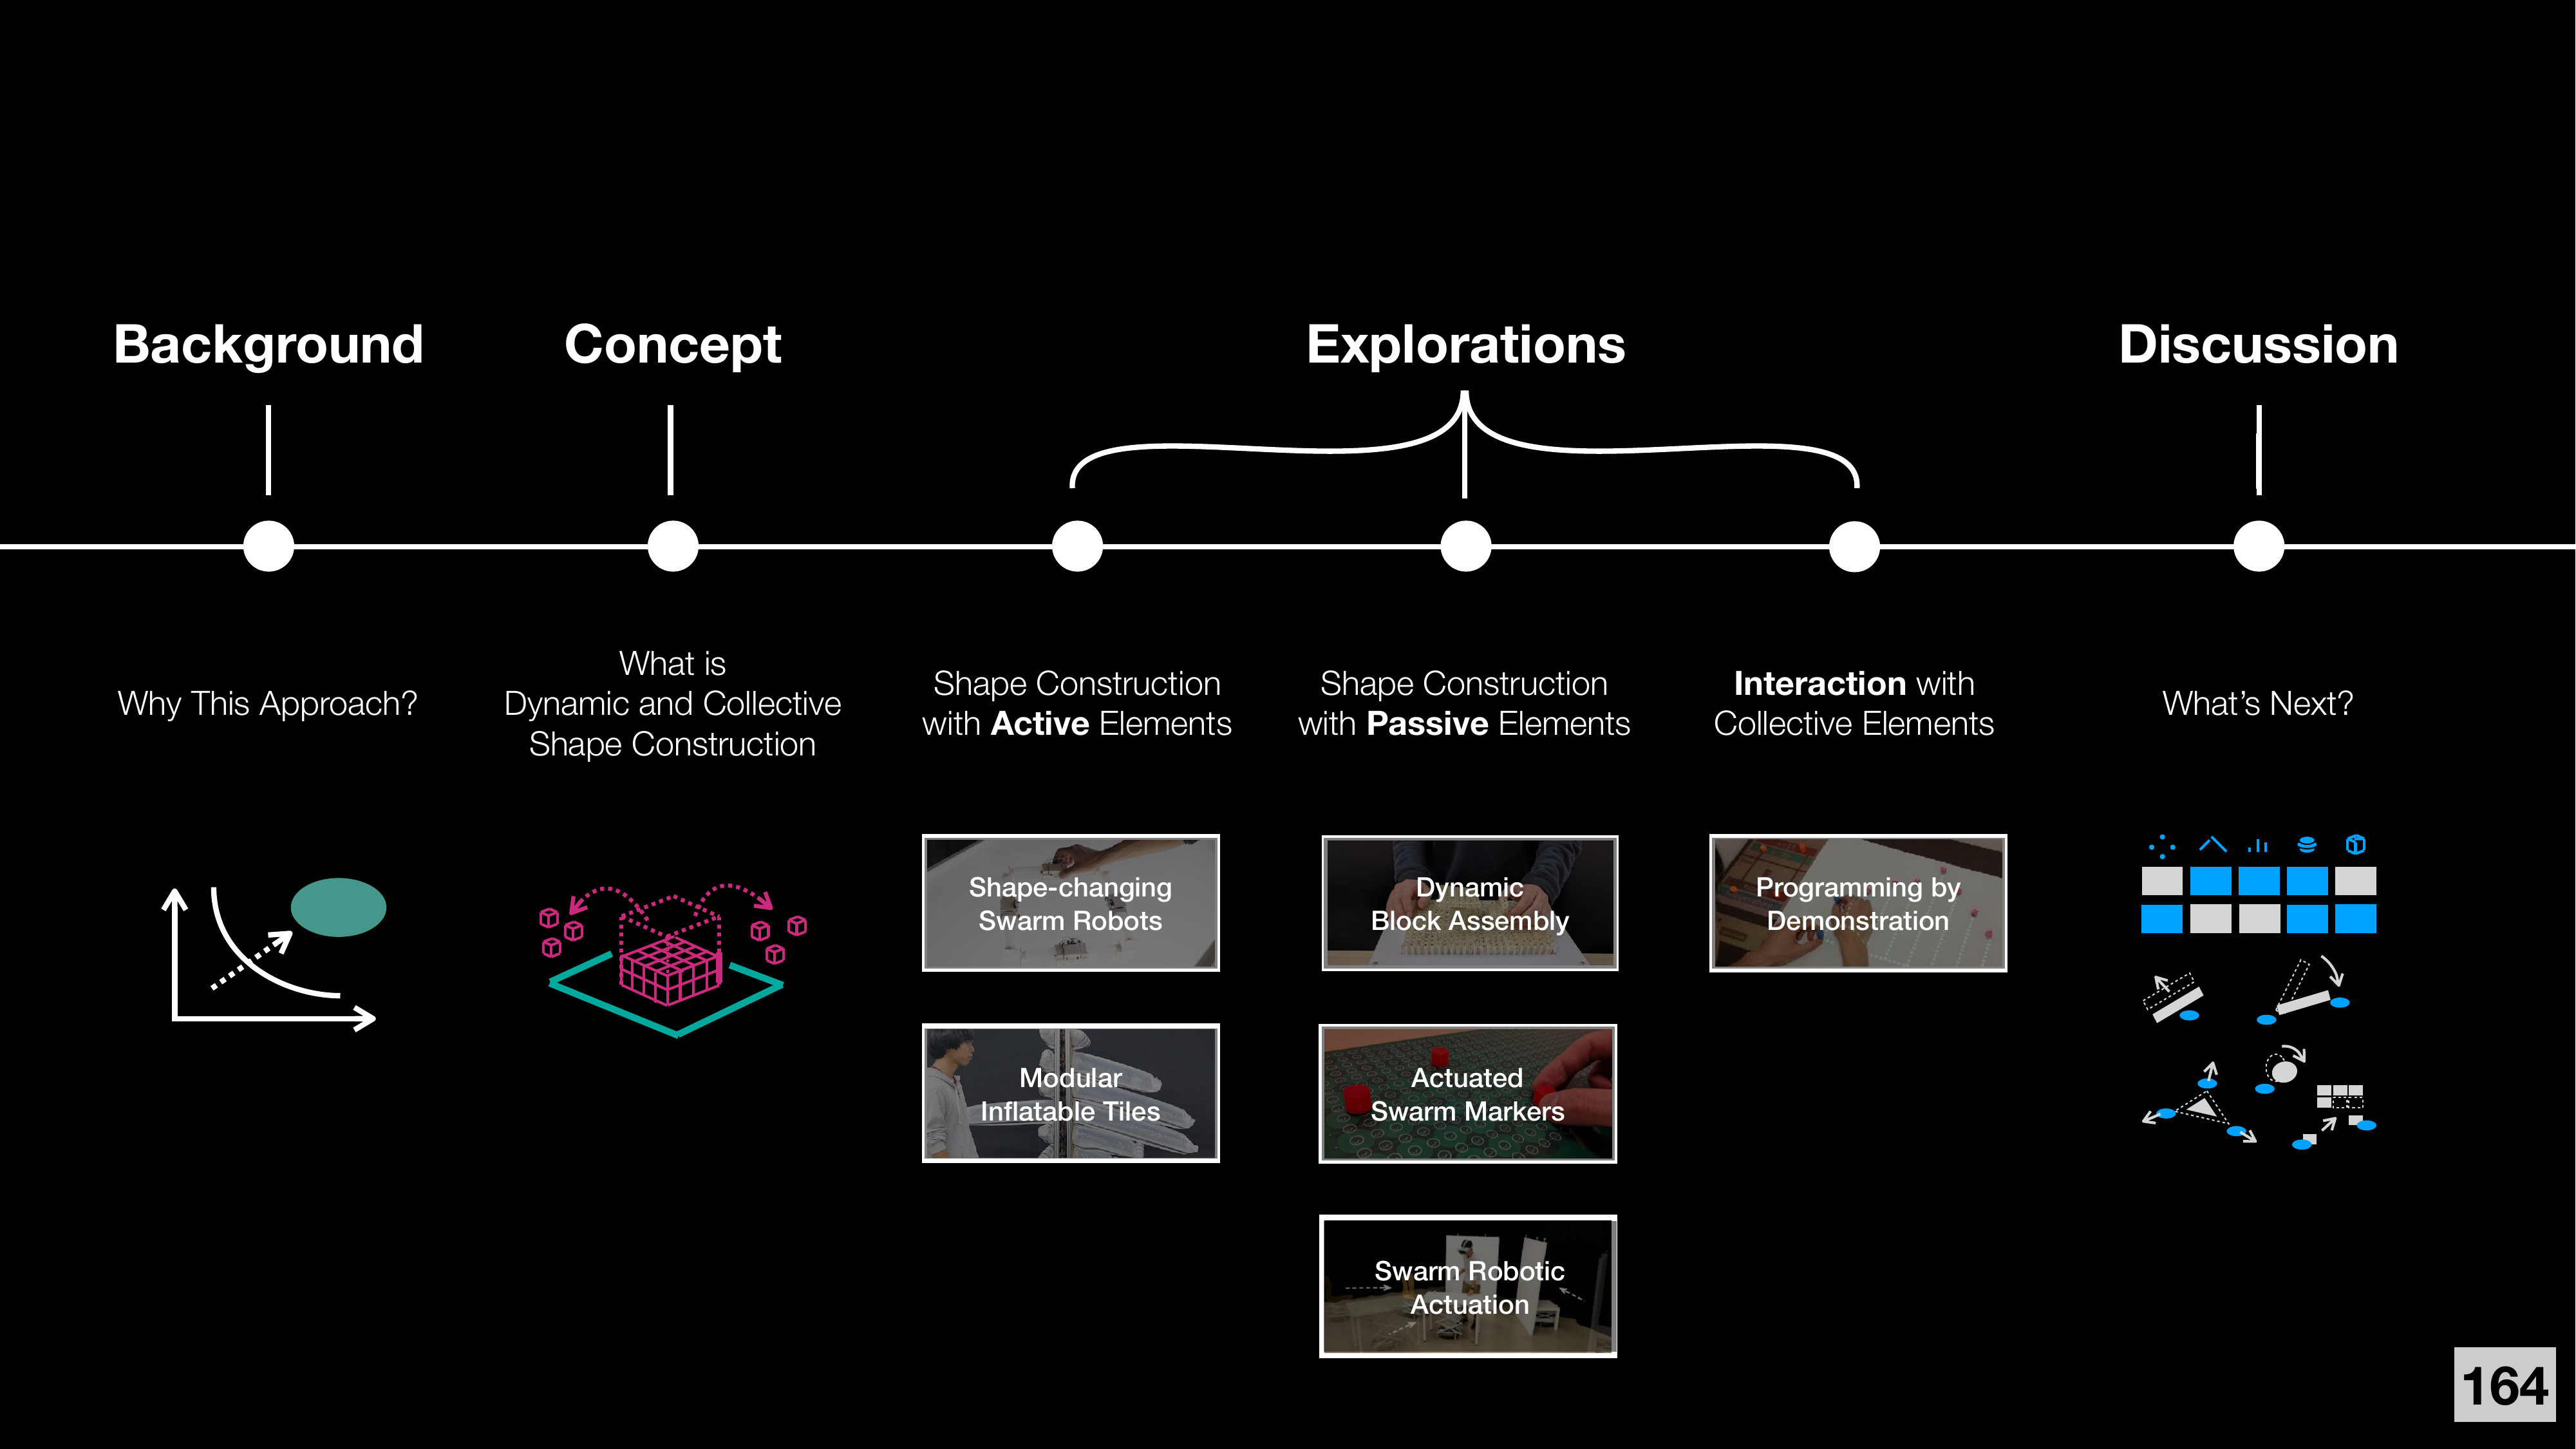 Background
Concept
Explorations
Discussion
Why This Approach?
What is
Dynamic and Collective
Shape Construction
Shape Construction
with Active Elements
Shape Construction
with Passive Elements
Interaction with
Collective Elements
What's Next?
Shape-changing
Swarm Robots
Dynamic
Block Assembly
Programming by
Demonstration
Modular
Inflatable Tiles
Actuated
Swarm Markers
Swarm Robotic
Actuation
164